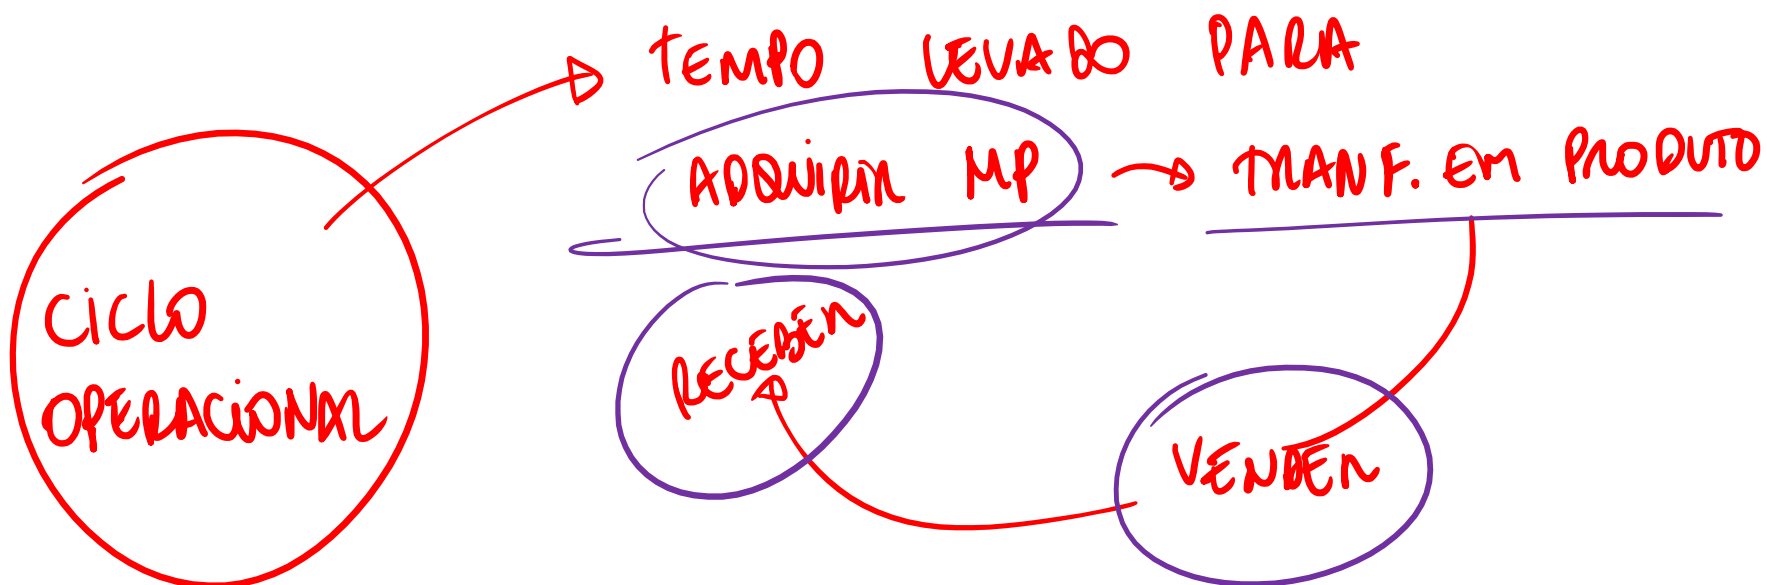 TEMPO LEVADO PARA
ADQUIRIR MP → TRANF. EM PRODUTO
RECEBER
CICLO
OPERACIONAL
VENDER